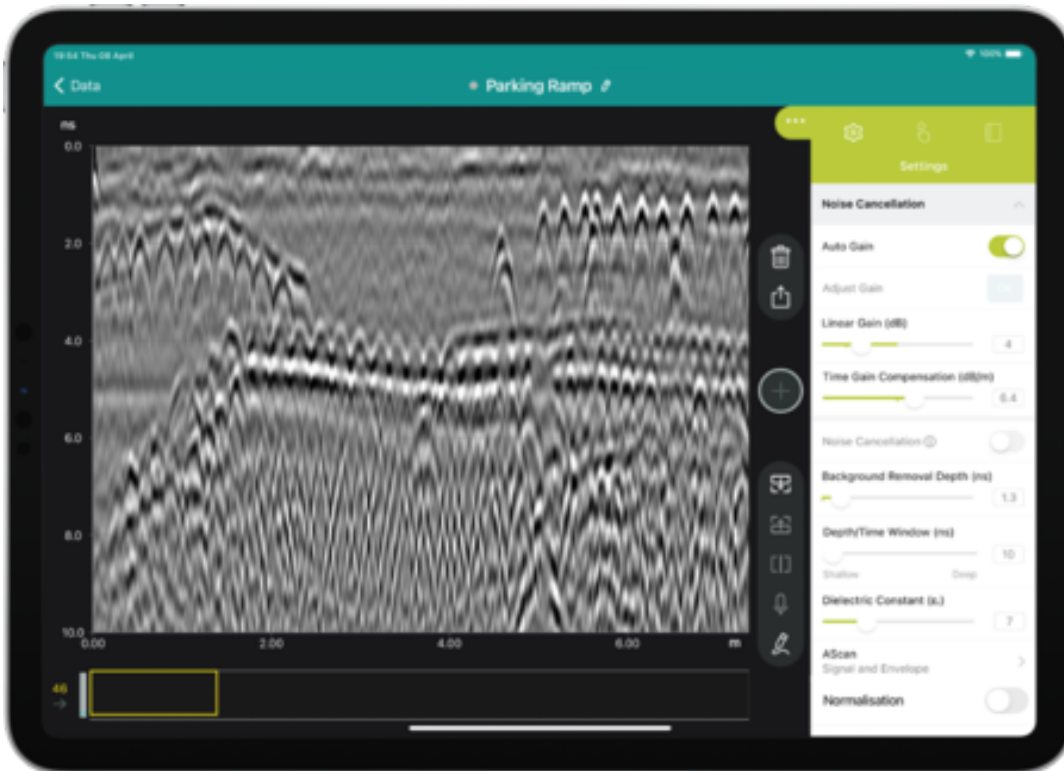 19:54 Thu 08 April
100%
Data
Parking Ramp
Settings
ns
0.0
2.0
4.0
6.0
8.0
10.0
0.00
2.00
4.00
6.00
m
46
Noise Cancellation
Auto Gain
Adjust Gain
Linear Gain (dB)
4
Time Gain Compensation (dB/m)
6.4
Noise Cancellation
Background Removal Depth (ns)
1.3
Depth/Time Window (ns)
10
Shallow Deep
Dielectric Constant (εᵣ)
7
AScan
Signal and Envelope
Normalisation